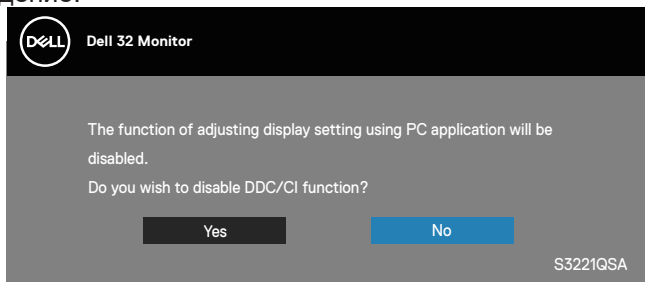 дение.
DELL Dell 32 Monitor
The function of adjusting display setting using PC application will be
disabled.
Do you wish to disable DDC/CI function?
Yes No
S3221QSA